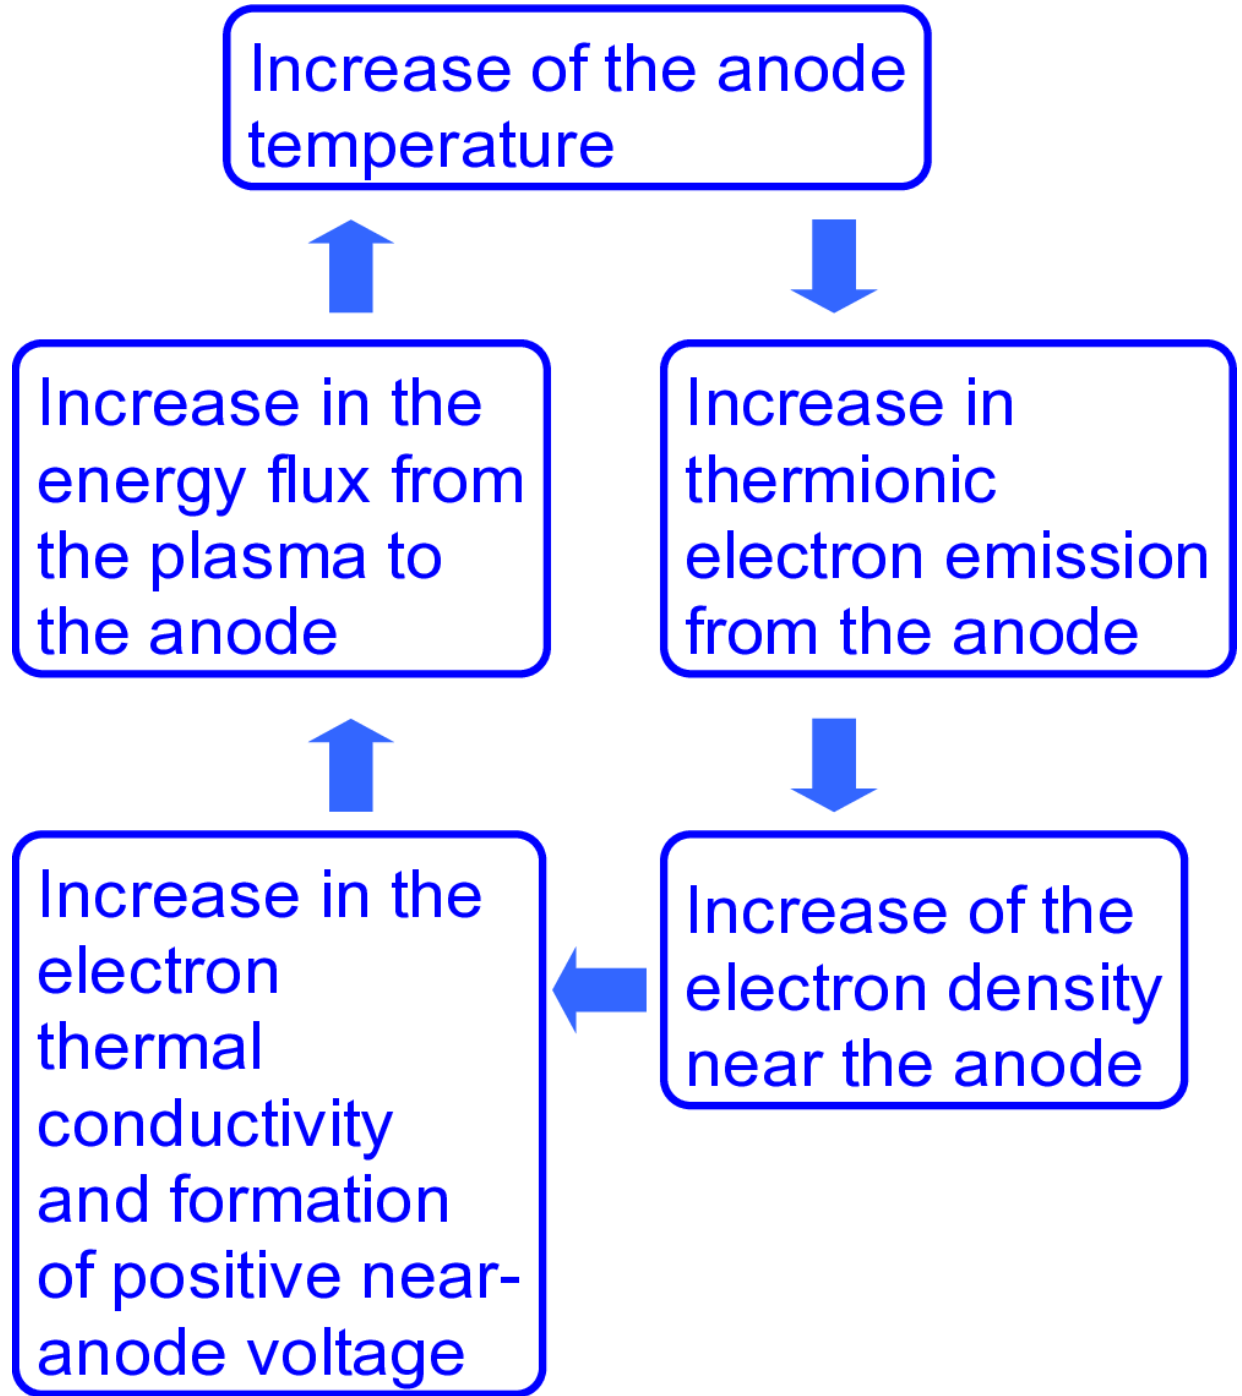 Increase of the anode
temperature
Increase in
thermionic
electron emission
from the anode
Increase of the
electron density
near the anode
Increase in the
electron
thermal
conductivity
and formation
of positive near-
anode voltage
Increase in the
energy flux from
the plasma to
the anode